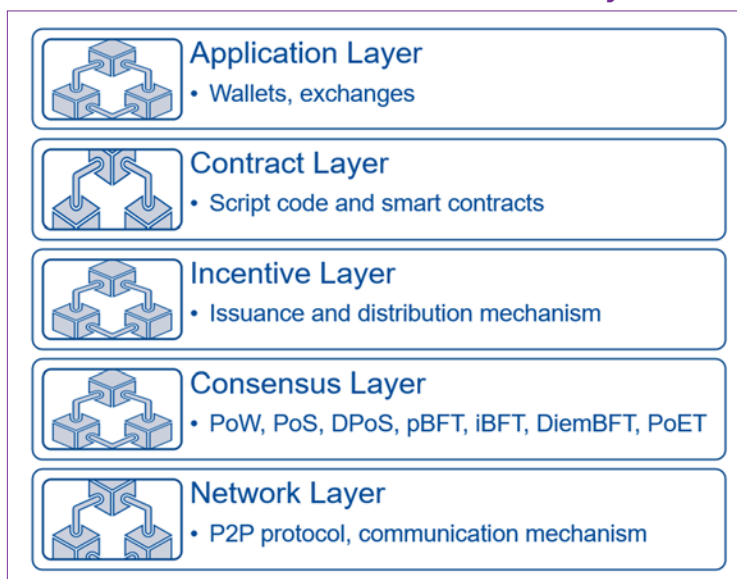 Application Layer
• Wallets, exchanges
Contract Layer
• Script code and smart contracts
Incentive Layer
• Issuance and distribution mechanism
Consensus Layer
• PoW, PoS, DPoS, pBFT, iBFT, DiemBFT, PoET
Network Layer
• P2P protocol, communication mechanism